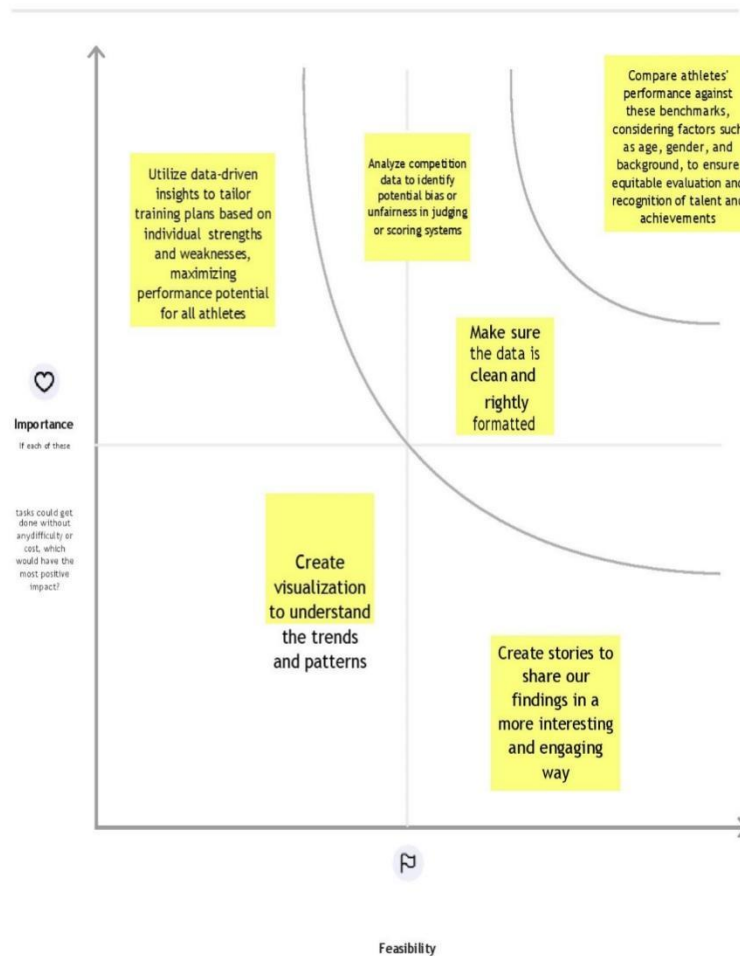 Compare athletes'
performance against
these benchmarks,
considering factors such
as age, gender, and
background, to ensure
equitable evaluation and
recognition of talent and
achievements
Analyze competition
data to identify
potential bias or
unfairness in judging
or scoring systems
Utilize data-driven
insights to tailor
training plans based on
individual strengths
and weaknesses,
maximizing
performance potential
for all athletes
Make sure
the data is
clean and
rightly
formatted
Importance
If each of these
tasks could get
done without
anydifficulty or
cost, which
would have the
most positive
impact?
Create
visualization
to understand
the trends
and patterns
Create stories to
share our
findings in a
more interesting
and engaging
way
Feasibility